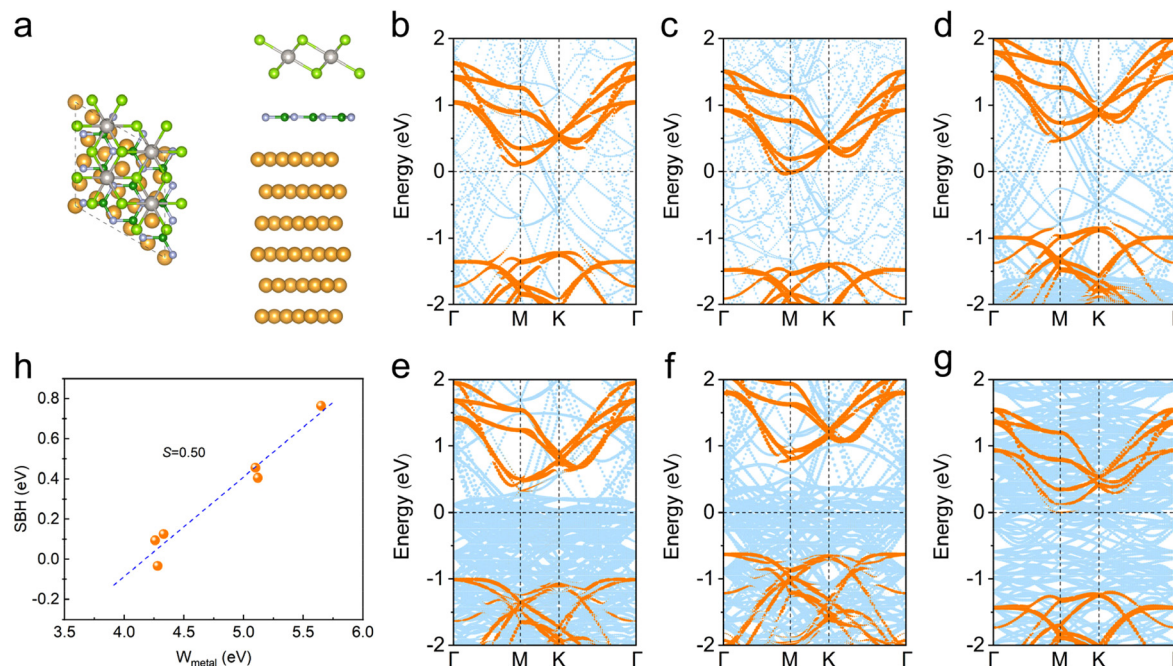 a
b
c
d
2
1
0
-1
-2
Energy (eV)
Γ
M
K
Γ
2
1
0
-1
-2
Energy (eV)
Γ
M
K
Γ
2
1
0
-1
-2
Energy (eV)
Γ
M
K
h
e
f
g
0.8
0.6
0.4
0.2
0.0
-0.2
SBH (eV)
S=0.50
3.5
4.0
4.5
5.0
5.5
6.0
W_metal (eV)
2
1
0
-1
-2
Energy (eV)
Γ
M
K
Γ
2
1
0
-1
-2
Energy (eV)
Γ
M
K
Γ
2
1
0
-1
-2
Energy (eV)
Γ
M
K